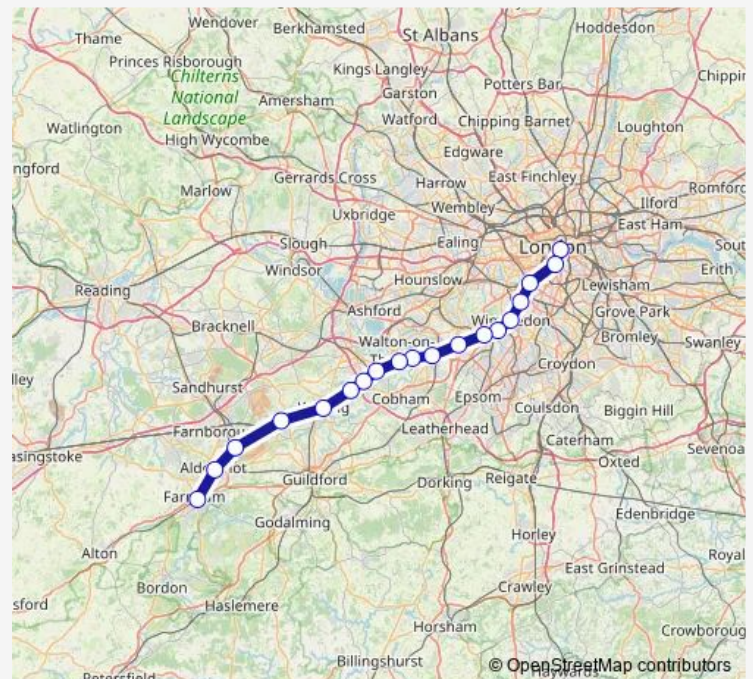 Wendover
Berkhamsted
Hoddesdon
Thame
St Albans
Princes Risborough
Kings Langley
Chilterns
National
Landscape
Potters Bar
Garston
Amersham
Watford
Chipping Barnet
Watlington
Loughton
High Wycombe
Edgware
Gerrards Cross
Harrow
East Finchley
Marlow
Wembley
Ilford
Uxbridge
East Ham
Slough
Ealing
London
Windsor
Erith
Hounslow
Lewisham
Reading
Ashford
Grove Park
Bracknell
Bromley
Walton-on-
Swanley
Croydon
Sandhurst
Cobham
Epsom
Coulsdon
Biggin Hill
Leatherhead
Caterham
Oxted
Guildford
Dorking
Reigate
Edenbridge
Godalming
Alton
Horley
East Grinstead
Bordon
Crawley
Haslemere
Horsham
Billingshurst
© OpenStreetMap contributors